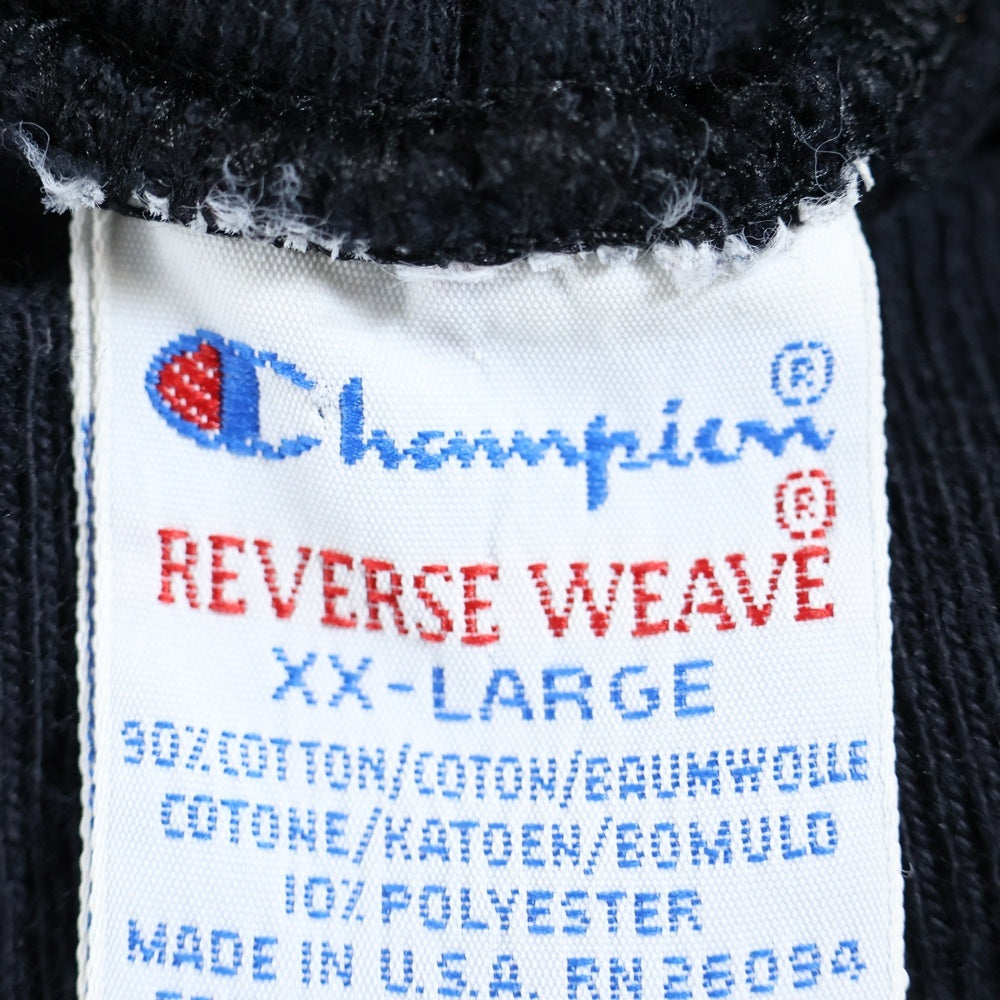 Champion®
REVERSE WEAVE®
XX-LARGE
90% COTTON/COTON/BAUMWOLLE
COTONE/KATOEN/BOMULD
10% POLYESTER
MADE IN U.S.A. RN 26094